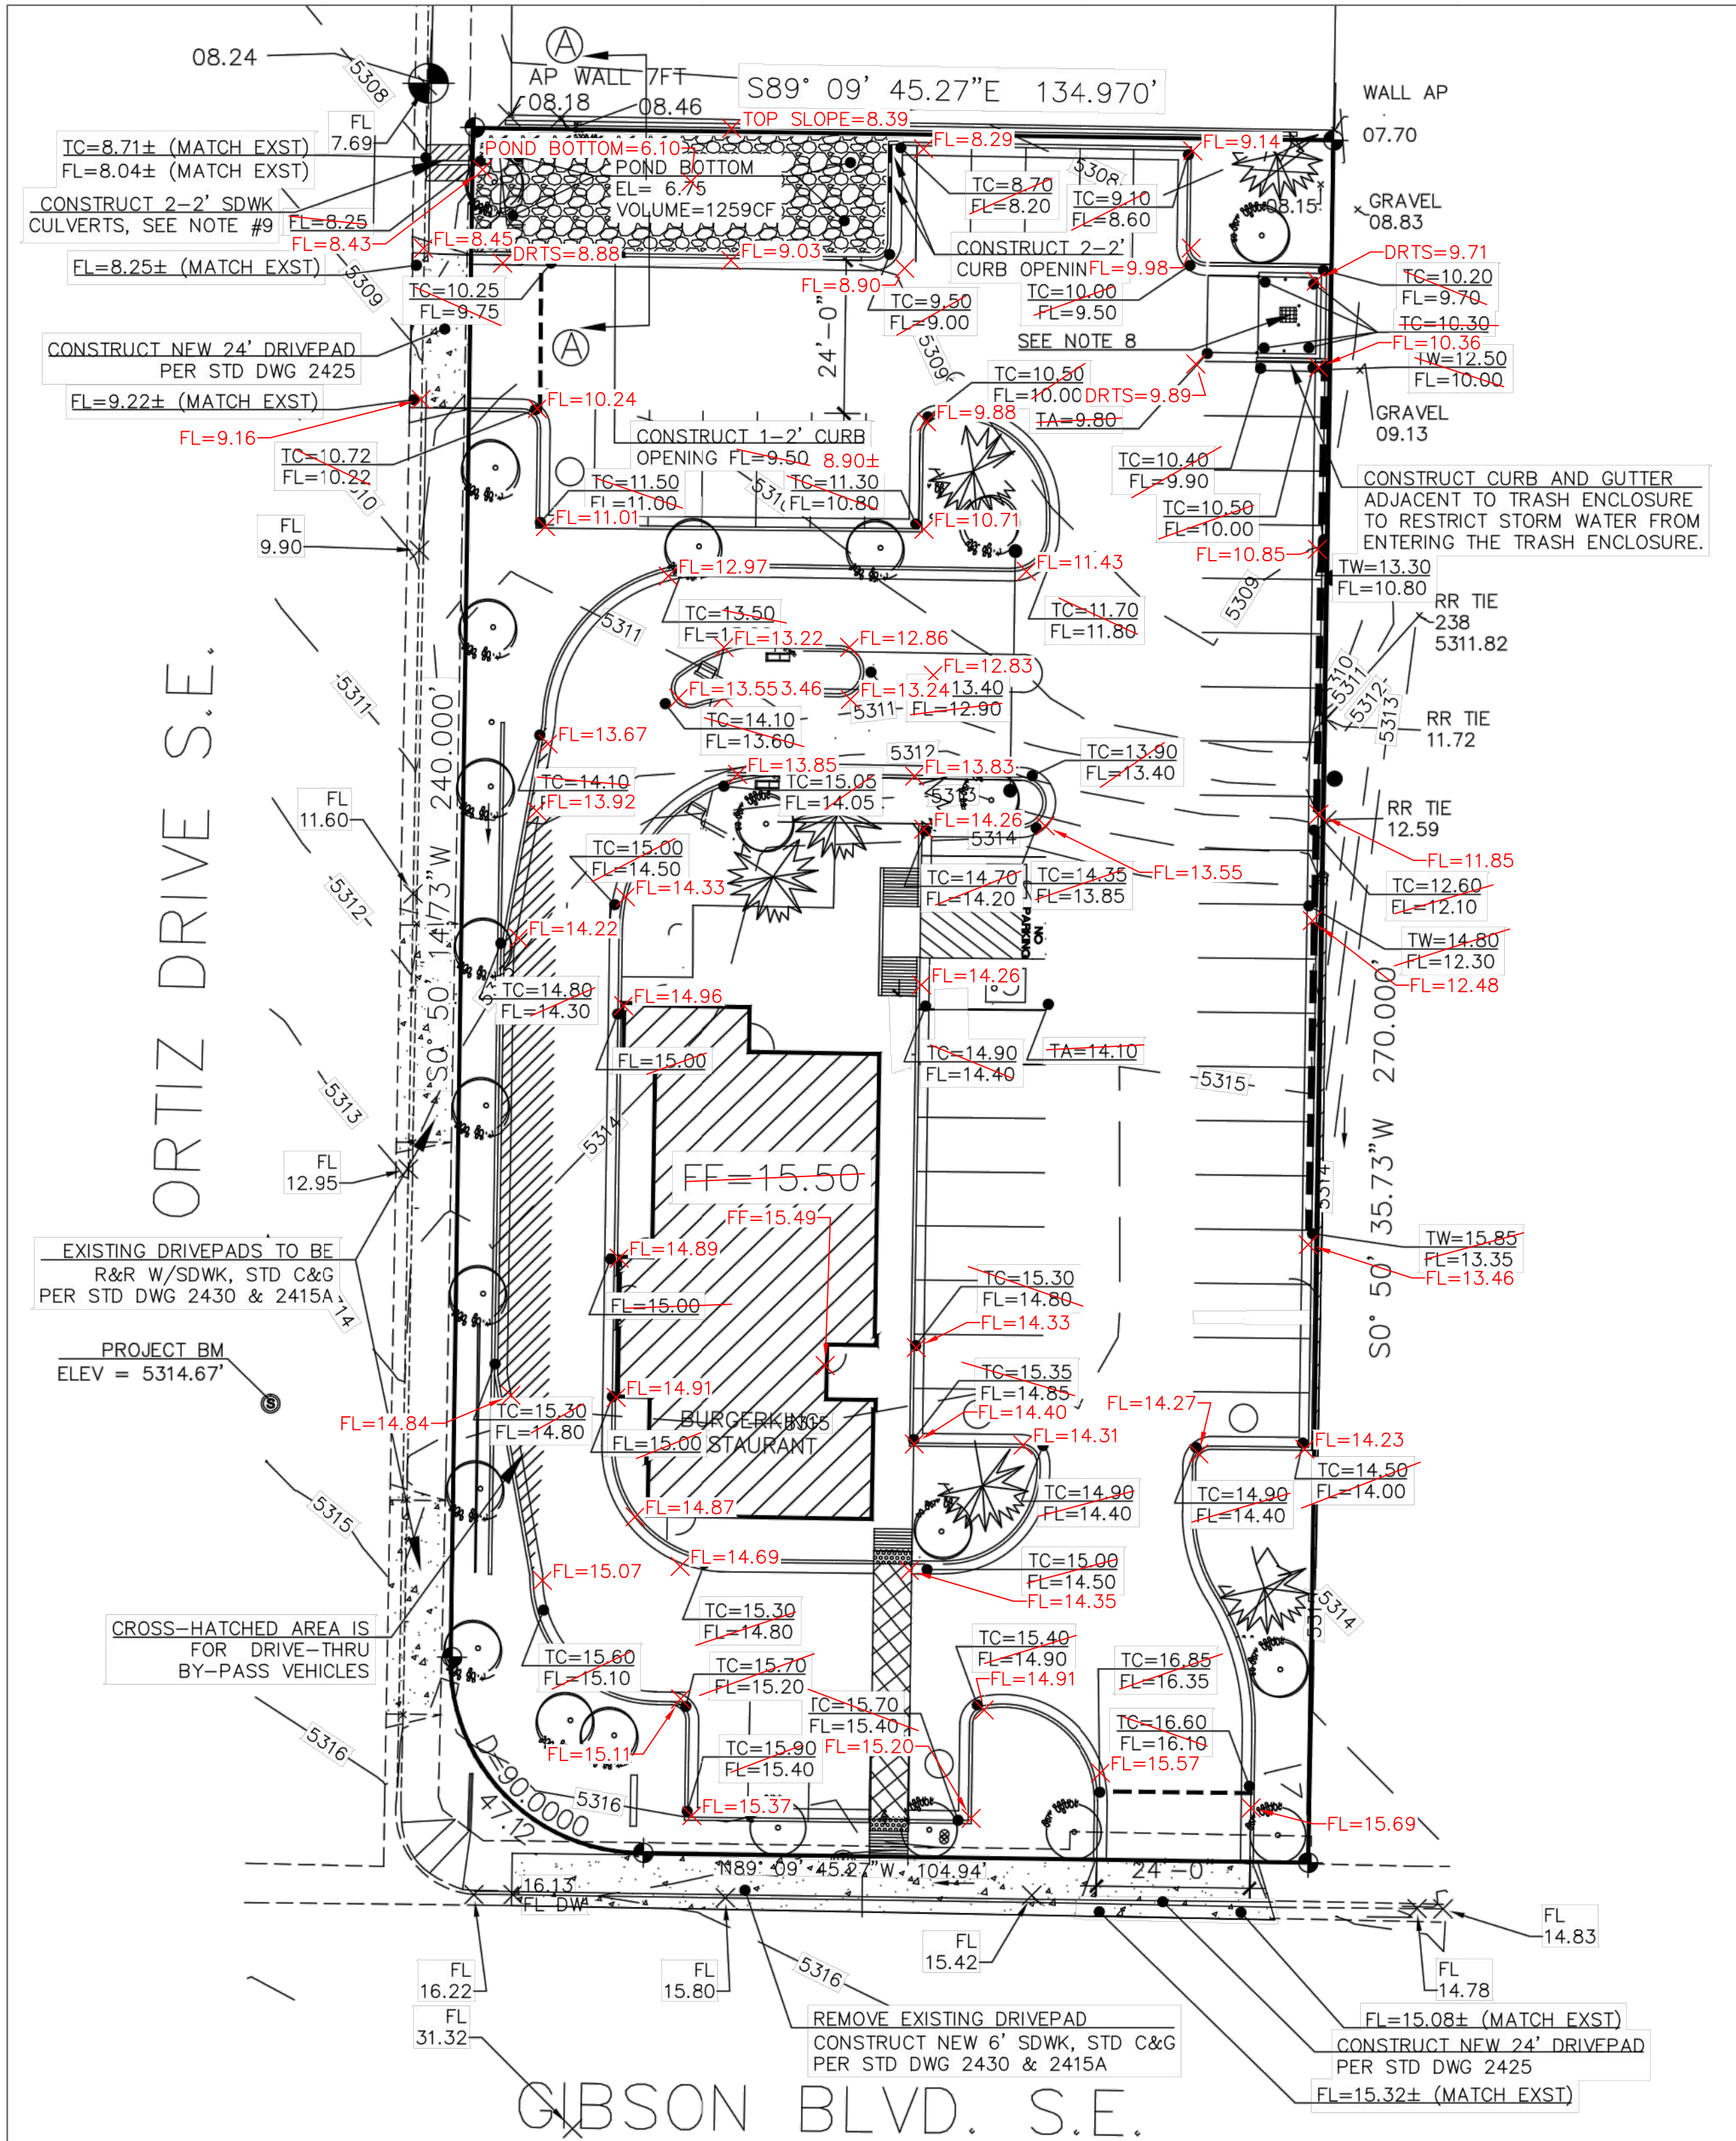 08.24
5308
A
AP WALL 7FT
08.18
08.46
S89° 09' 45.27"E 134.970'
WALL AP
07.70
FL
7.69
TOP SLOPE=8.39
TC=8.71± (MATCH EXST)
FL=8.04± (MATCH EXST)
POND BOTTOM=6.10
POND BOTTOM
EL= 6.75
VOLUME=1259CF
FL=8.29
FL=9.14
5308
TC=8.70
FL=8.20
TC=9.10
FL=8.60
08.15
GRAVEL
08.83
CONSTRUCT 2-2' SDWK
CULVERTS, SEE NOTE #9
FL=8.25
FL=8.43
FL=8.45
DRTS=8.88
FL=9.03
FL=8.90
CONSTRUCT 2-2'
CURB OPENIN
FL=9.98
DRTS=9.71
FL=8.25± (MATCH EXST)
5309
TC=10.25
FL=9.75
TC=9.50
FL=9.00
TC=10.00
FL=9.50
TC=10.20
FL=9.70
TC=10.30
CONSTRUCT NEW 24' DRIVEPAD
PER STD DWG 2425
A
24'-0"
5309
SEE NOTE 8
FL=10.36
TW=12.50
FL=10.00
FL=9.22± (MATCH EXST)
FL=9.16
FL=10.24
TC=10.50
FL=10.00
DRTS=9.89
TA=9.80
FL=9.88
GRAVEL
09.13
TC=10.72
FL=10.22
CONSTRUCT 1-2' CURB
OPENING FL=9.50 8.90±
TC=11.50
FL=11.00
TC=11.30
FL=10.80
TC=10.40
FL=9.90
TC=10.50
FL=10.00
CONSTRUCT CURB AND GUTTER
ADJACENT TO TRASH ENCLOSURE
TO RESTRICT STORM WATER FROM
ENTERING THE TRASH ENCLOSURE.
FL
9.90
FL=11.01
FL=10.71
FL=10.85
FL=12.97
FL=11.43
TW=13.30
FL=10.80
5309
RR TIE
238
5311.82
TC=13.50
5311
TC=11.70
FL=11.80
FL=13.22
FL=12.86
FL=12.83
5310
5311
5312
5313
ORTIZ DRIVE S.E.
5311
FL=13.55
3.46
FL=13.24
13.40
FL=12.90
5311
TC=14.10
FL=13.60
RR TIE
11.72
FL=13.67
S0° 50' 14.73"W 240.000'
5312
TC=13.90
FL=13.40
FL=13.85
FL=13.83
TC=14.10
TC=15.05
FL=14.05
5313
FL=13.92
FL
11.60
FL=14.26
5314
RR TIE
12.59
FL=11.85
TC=15.00
FL=14.50
FL=14.33
TC=14.70
FL=14.20
TC=14.35
FL=13.85
FL=13.55
TC=12.60
FL=12.10
5312
FL=14.22
NO
PARKING
TW=14.80
FL=12.30
FL=12.48
TC=14.80
FL=14.30
FL=14.96
FL=14.26
FL=15.00
TC=14.90
FL=14.40
TA=14.10
5315
5313
5314
FL
12.95
FF=15.50
FF=15.49
S0° 50' 35.73"W 270.000'
5314
EXISTING DRIVEPADS TO BE
R&R W/SDWK, STD C&G
PER STD DWG 2430 & 2415A
FL=14.89
TW=15.85
FL=13.35
FL=13.46
FL=15.00
TC=15.30
FL=14.80
FL=14.33
PROJECT BM
ELEV = 5314.67'
S
FL=14.84
FL=14.91
TC=15.30
FL=14.80
BURGERKING
STAURANT
5315
FL=15.00
TC=15.35
FL=14.85
FL=14.40
FL=14.31
FL=14.27
FL=14.23
TC=14.50
FL=14.00
TC=14.90
FL=14.40
TC=14.90
FL=14.40
5315
FL=14.87
FL=14.69
TC=15.00
FL=14.50
FL=14.35
FL=15.07
5314
CROSS-HATCHED AREA IS
FOR DRIVE-THRU
BY-PASS VEHICLES
TC=15.30
FL=14.80
TC=15.60
FL=15.10
TC=15.70
FL=15.20
TC=15.40
FL=14.90
FL=14.91
TC=16.85
FL=16.35
TC=15.70
FL=15.40
FL=15.20
TC=16.60
FL=16.10
5316
FL=15.11
TC=15.90
FL=15.40
FL=15.57
D=90.0000
47.12
5316
FL=15.37
FL=15.69
N89° 09' 45.27"W 104.94'
24'-0"
16.13
FL DW
FL
16.22
FL
15.80
FL
15.42
FL
14.83
FL
14.78
5316
FL
31.32
REMOVE EXISTING DRIVEPAD
CONSTRUCT NEW 6' SDWK, STD C&G
PER STD DWG 2430 & 2415A
FL=15.08± (MATCH EXST)
CONSTRUCT NEW 24' DRIVEPAD
PER STD DWG 2425
FL=15.32± (MATCH EXST)
GIBSON BLVD. S.E.